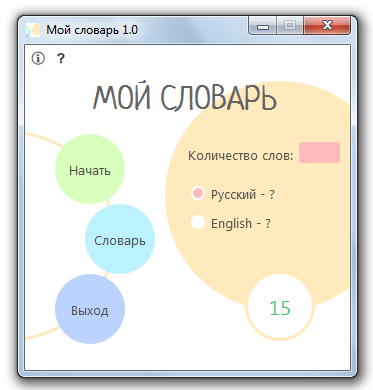 Мой словарь 1.0
?
МОЙ СЛОВАРЬ
Количество слов:
Начать
Русский - ?
Словарь
English - ?
Выход
15